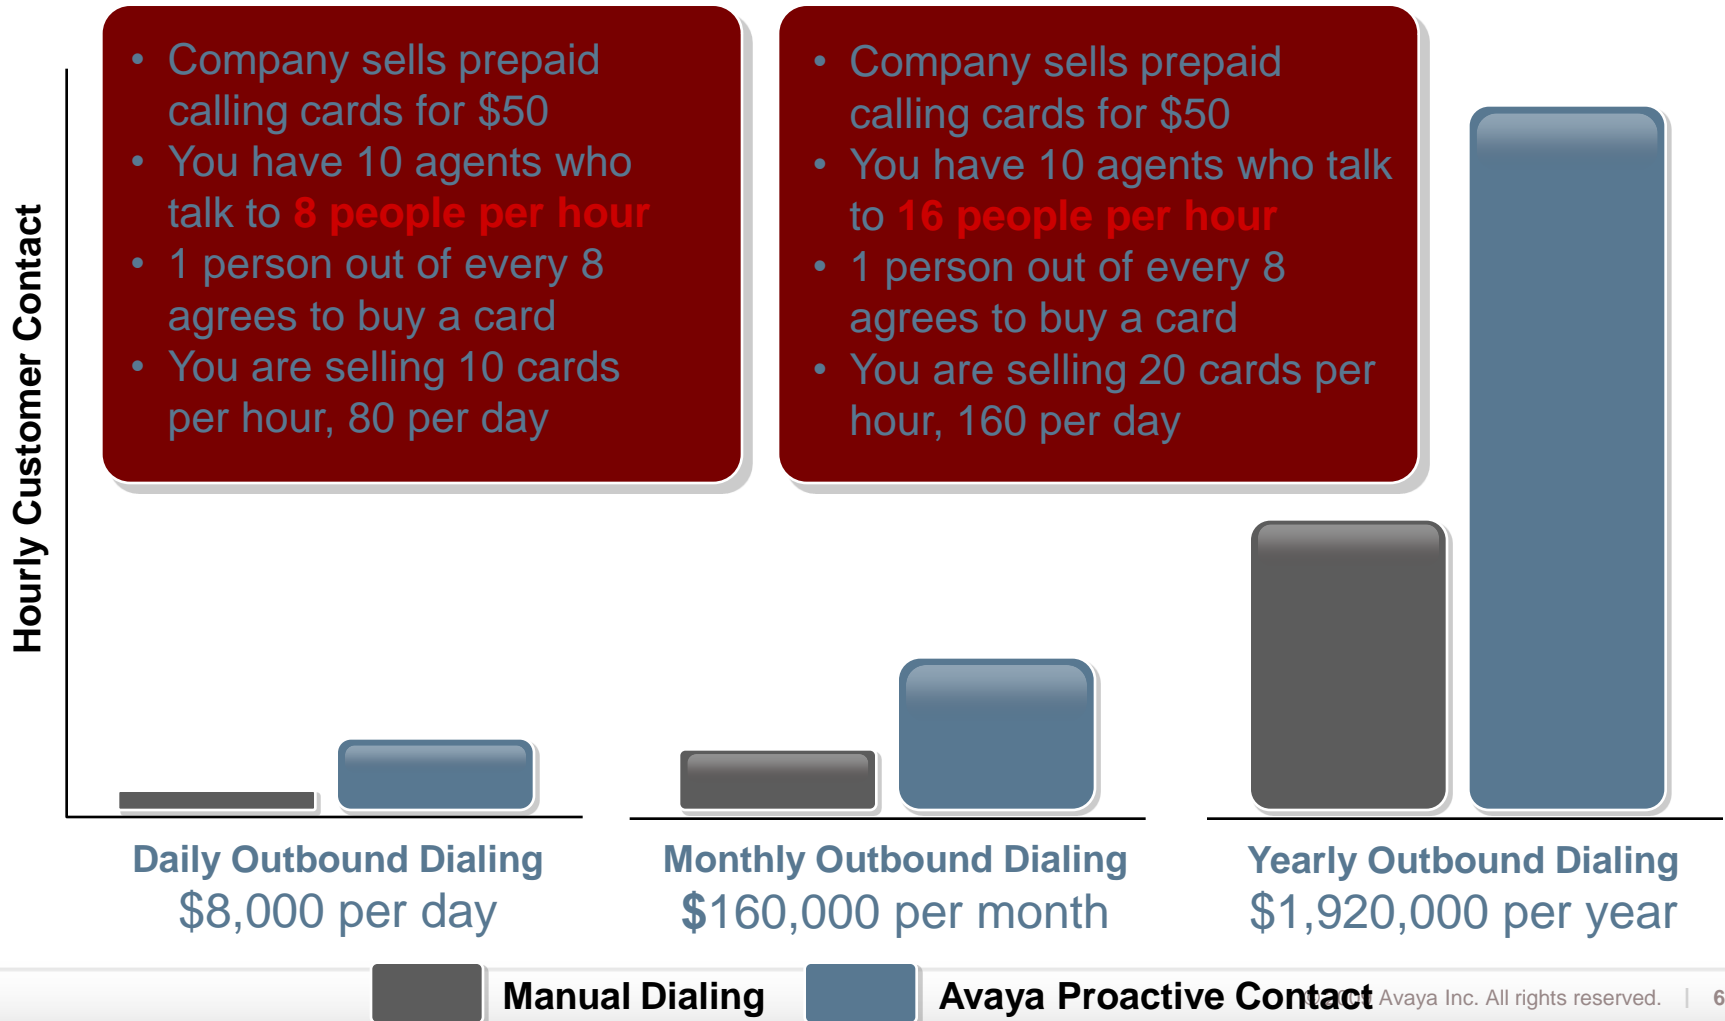 • Company sells prepaid
calling cards for $50
• You have 10 agents who
talk to 8 people per hour
• 1 person out of every 8
agrees to buy a card
• You are selling 10 cards
per hour, 80 per day
• Company sells prepaid
calling cards for $50
• You have 10 agents who talk
to 16 people per hour
• 1 person out of every 8
agrees to buy a card
• You are selling 20 cards per
hour, 160 per day
Hourly Customer Contact
Daily Outbound Dialing
$8,000 per day
Monthly Outbound Dialing
$160,000 per month
Yearly Outbound Dialing
$1,920,000 per year
Manual Dialing
Avaya Proactive Contact
Avaya Inc. All rights reserved. | 6